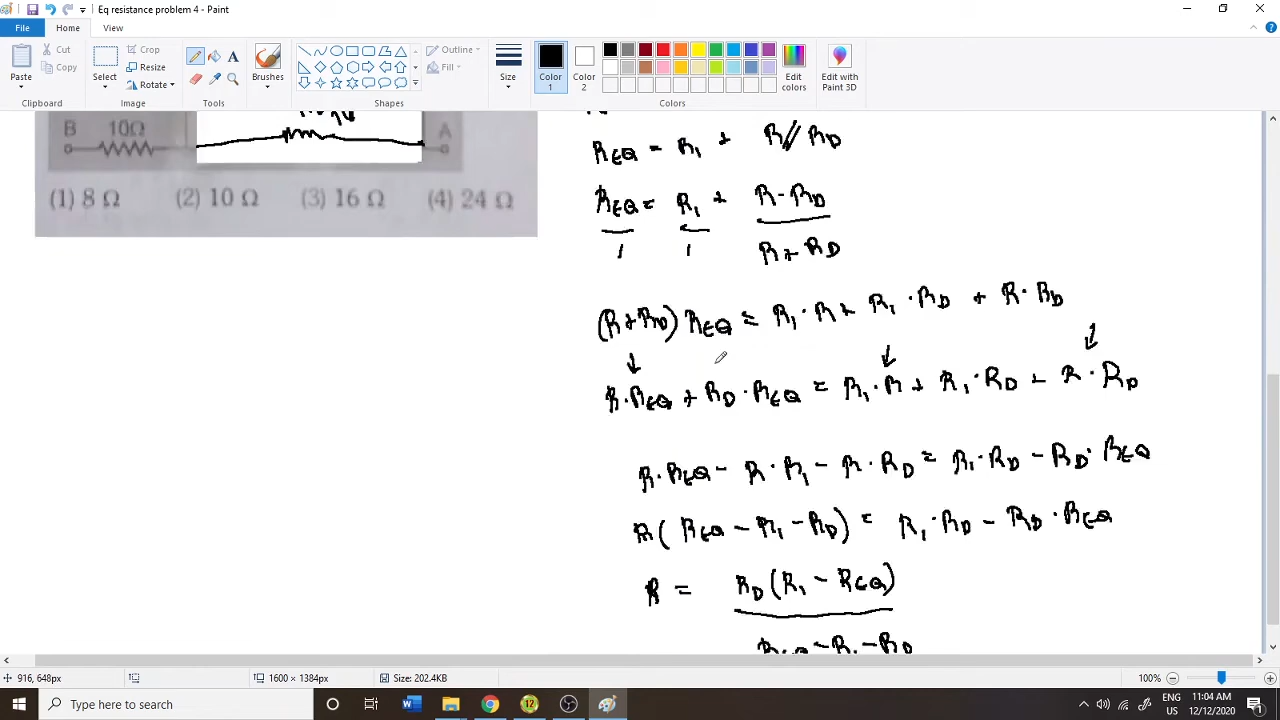 Eq resistance problem 4 - Paint
File Home View
Paste Cut Copy
Clipboard
Select Crop Resize Rotate
Image
Tools
Brushes
Shapes
Outline
Fill
Size
Color 1
Color 2
Edit colors
Colors
Edit with Paint 3D
B 10Ω A
(1) 8 Ω (2) 10 Ω (3) 16 Ω (4) 24 Ω
REQ = R1 + R//RD
REQ = R1 + R·RD
1 1 R+RD
(R+RD) REQ = R1·R + R1·RD + R·RD
R·REQ + RD·REQ = R1·R + R1·RD + R·RD
R·REQ - R·R1 - R·RD = R1·RD - RD·REQ
R(REQ - R1 - RD) = R1·RD - RD·REQ
R = RD(R1 - REQ)
REQ - R1 - RD
916, 648px 1600 × 1384px Size: 202.4KB 100%
Type here to search
12
ENG
US
11:04 AM
12/12/2020